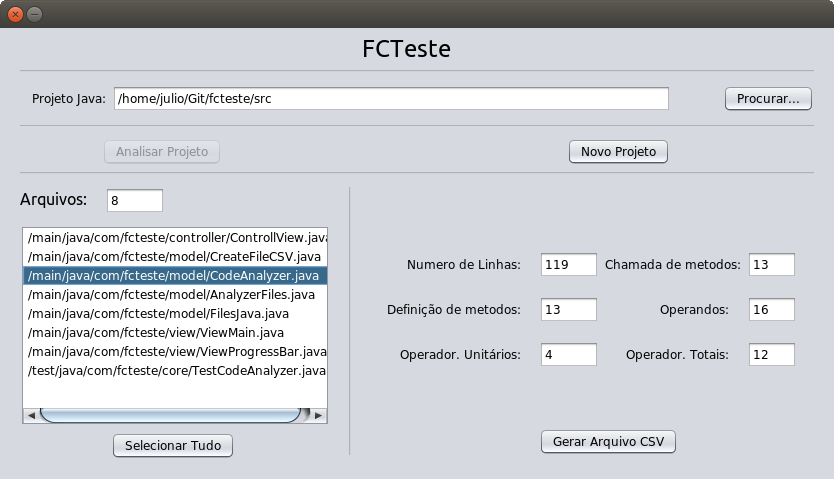 FCTeste
Projeto Java: /home/julio/Git/fcteste/src Procurar...
Analisar Projeto Novo Projeto
Arquivos: 8
/main/java/com/fcteste/controller/ControllView.java
/main/java/com/fcteste/model/CreateFileCSV.java
/main/java/com/fcteste/model/CodeAnalyzer.java
/main/java/com/fcteste/model/AnalyzerFiles.java
/main/java/com/fcteste/model/FilesJava.java
/main/java/com/fcteste/view/ViewMain.java
/main/java/com/fcteste/view/ViewProgressBar.java
/test/java/com/fcteste/core/TestCodeAnalyzer.java
Selecionar Tudo
Numero de Linhas: 119 Chamada de metodos: 13
Definição de metodos: 13 Operandos: 16
Operador. Unitários: 4 Operador. Totais: 12
Gerar Arquivo CSV